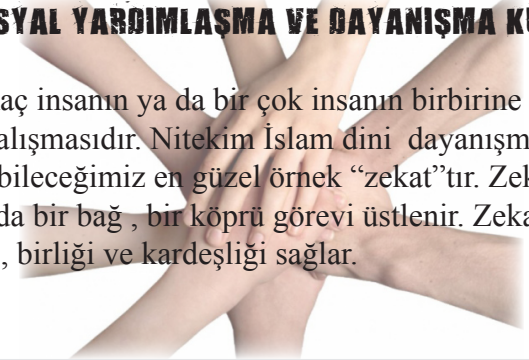 SYAL YARDIMLAŞMA VE DAYANIŞMA
aç insanın ya da bir çok insanın birbirine
alışmasıdır. Nitekim İslam dini dayanışm
bileceğimiz en güzel örnek “zekat”tır. Zek
da bir bağ , bir köprü görevi üstlenir. Zeka
, birliği ve kardeşliği sağlar.